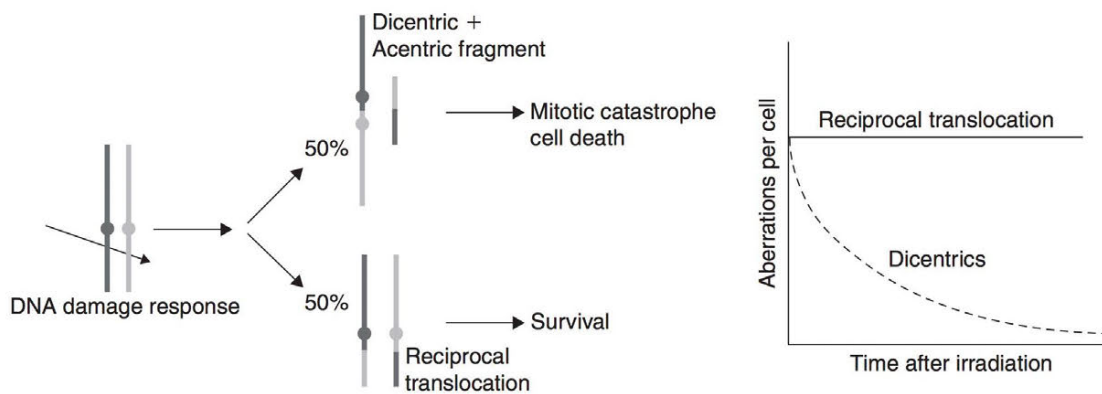 DNA damage response
50%
Dicentric +
Acentric fragment
Mitotic catastrophe
cell death
50%
Reciprocal
translocation
Survival
Aberrations per cell
Reciprocal translocation
Dicentrics
Time after irradiation